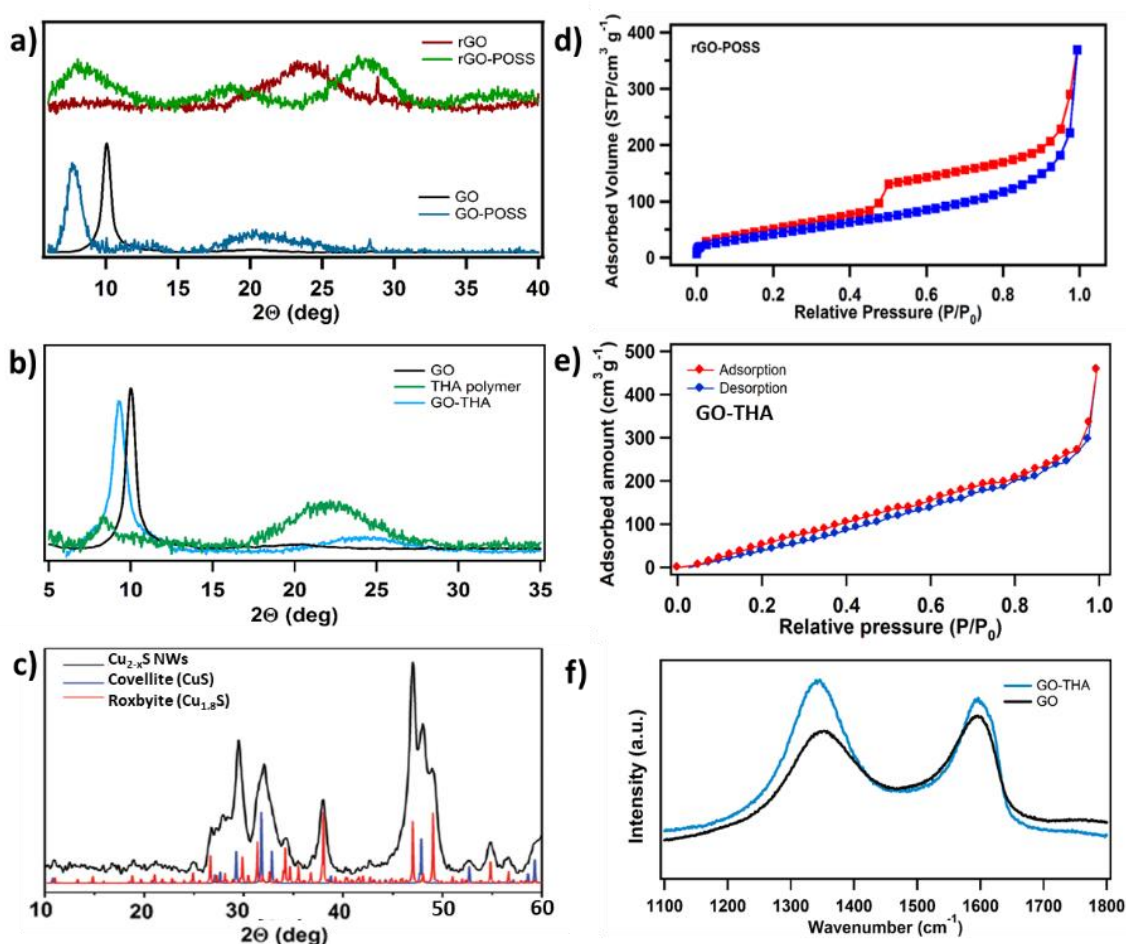 a)
rGO
rGO-POSS
GO
GO-POSS
10
15
20
25
30
35
40
2Θ (deg)
b)
GO
THA polymer
GO-THA
5
10
15
20
25
30
35
2Θ (deg)
c)
Cu2-xS NWs
Covellite (CuS)
Roxbyite (Cu1.8S)
10
20
30
40
50
60
2Θ (deg)
d)
rGO-POSS
Adsorbed Volume (STP/cm3 g-1)
400
300
200
100
0
0.0
0.2
0.4
0.6
0.8
1.0
Relative Pressure (P/P0)
e)
Adsorption
Desorption
GO-THA
Adsorbed amount (cm3 g-1)
500
400
300
200
100
0
0.0
0.2
0.4
0.6
0.8
1.0
Relative pressure (P/P0)
f)
GO-THA
GO
Intensity (a.u.)
1100
1200
1300
1400
1500
1600
1700
1800
Wavenumber (cm-1)